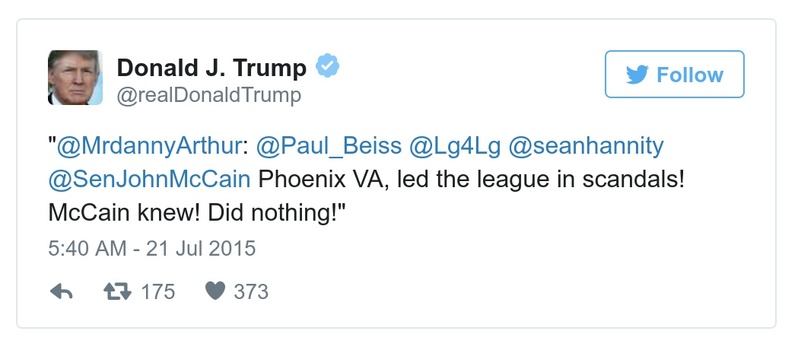 Donald J. Trump
@realDonaldTrump
Follow
"@MrdannyArthur: @Paul_Beiss @Lg4Lg @seanhannity
@SenJohnMcCain Phoenix VA, led the league in scandals!
McCain knew! Did nothing!"
5:40 AM - 21 Jul 2015
175 373